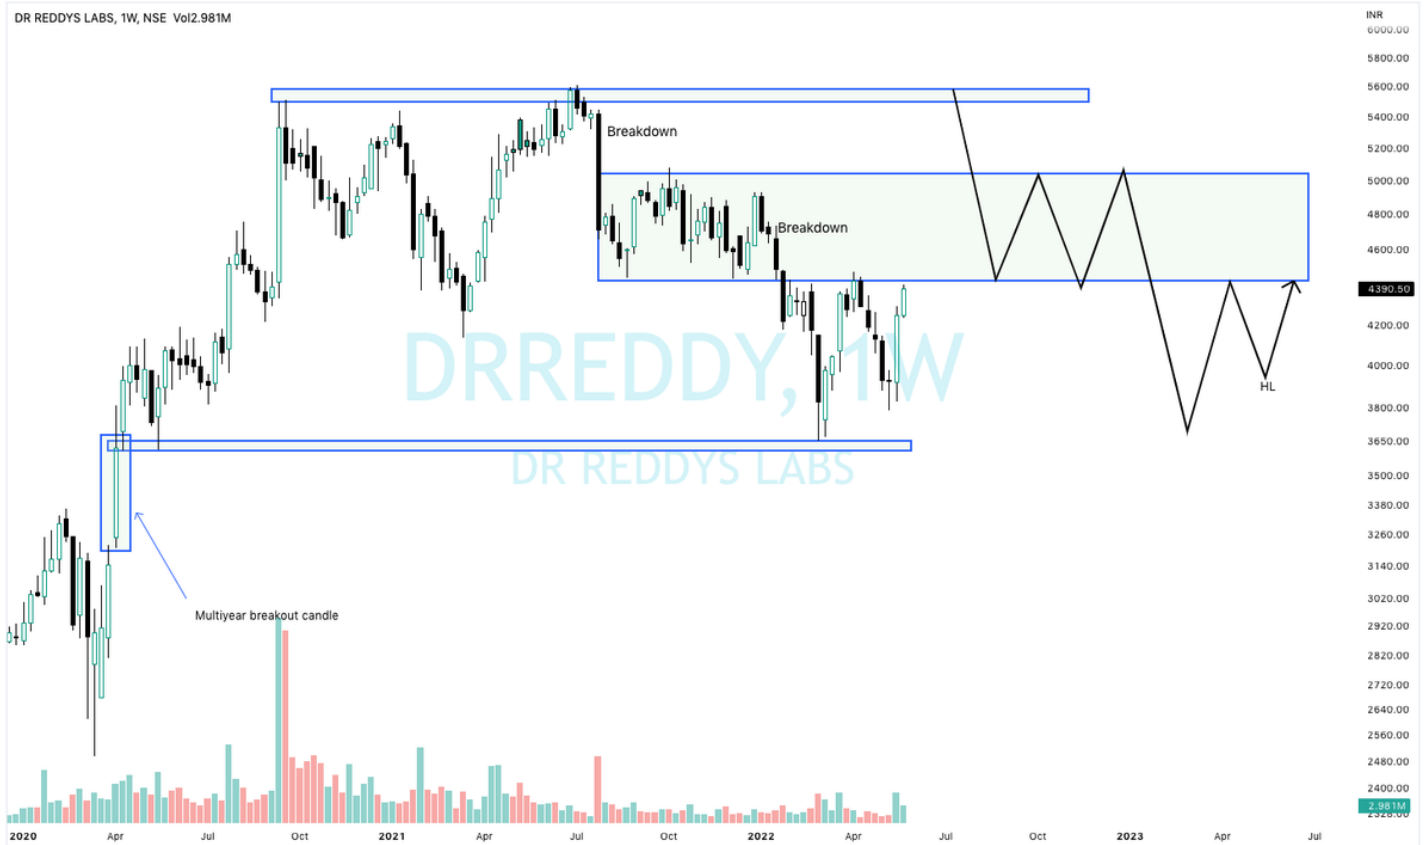 DR REDDYS LABS, 1W, NSE Vol2.981M
INR
6000.00
5800.00
5600.00
5400.00
5200.00
5000.00
4800.00
4600.00
4390.50
4200.00
4000.00
3800.00
3650.00
3500.00
3380.00
3260.00
3140.00
3020.00
2920.00
2820.00
2720.00
2640.00
2560.00
2480.00
2400.00
2.981M
2328.00
Breakdown
Breakdown
DRREDDY, 1W
DR REDDYS LABS
HL
Multiyear breakout candle
2020 Apr Jul Oct 2021 Apr Jul Oct 2022 Apr Jul Oct 2023 Apr Jul